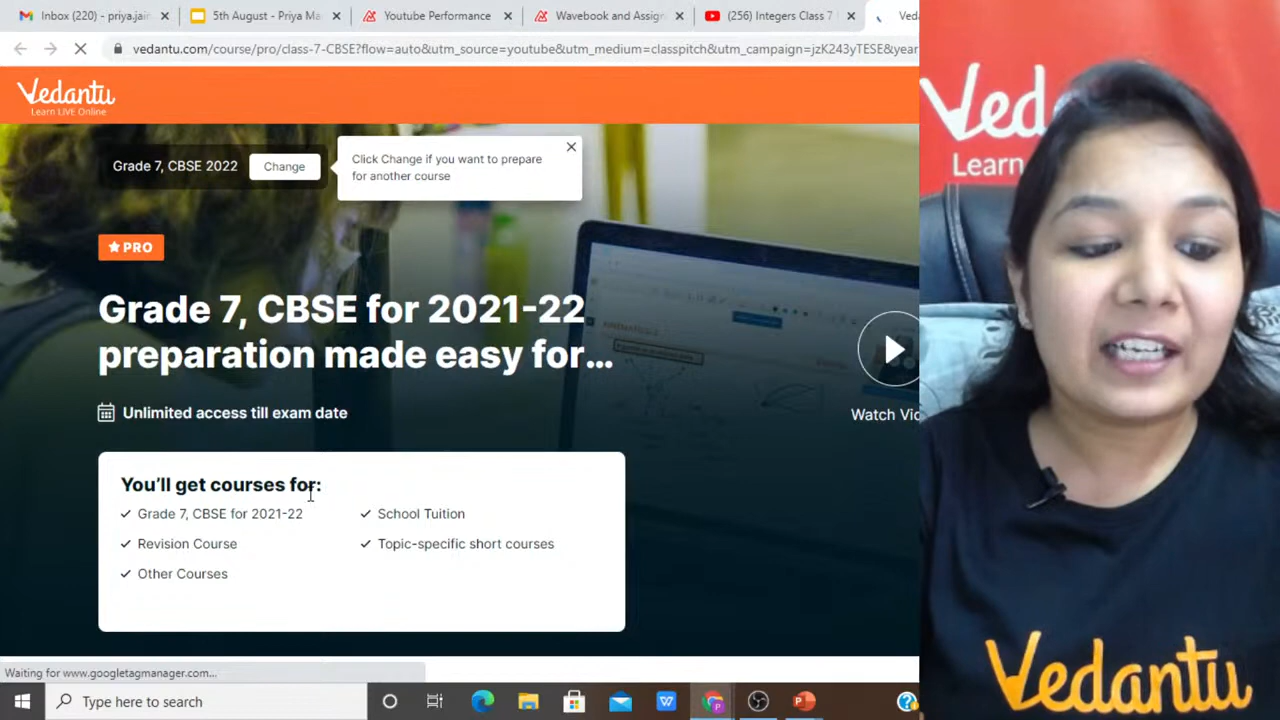 Inbox (220) - priya.jain
5th August - Priya Ma
Youtube Performance
Wavebook and Assign
(256) Integers Class 7
Veda
vedantu.com/course/pro/class-7-CBSE?flow=auto&utm_source=youtube&utm_medium=classpitch&utm_campaign=jzK243yTESE&year
Vedantu
Learn LIVE Online
Ved
Learn
Grade 7, CBSE 2022
Change
Click Change if you want to prepare
for another course
PRO
Grade 7, CBSE for 2021-22
preparation made easy for...
Watch Vid
Unlimited access till exam date
You'll get courses for:
Grade 7, CBSE for 2021-22
School Tuition
Revision Course
Topic-specific short courses
Other Courses
Waiting for www.googletagmanager.com...
Type here to search
Vedantu